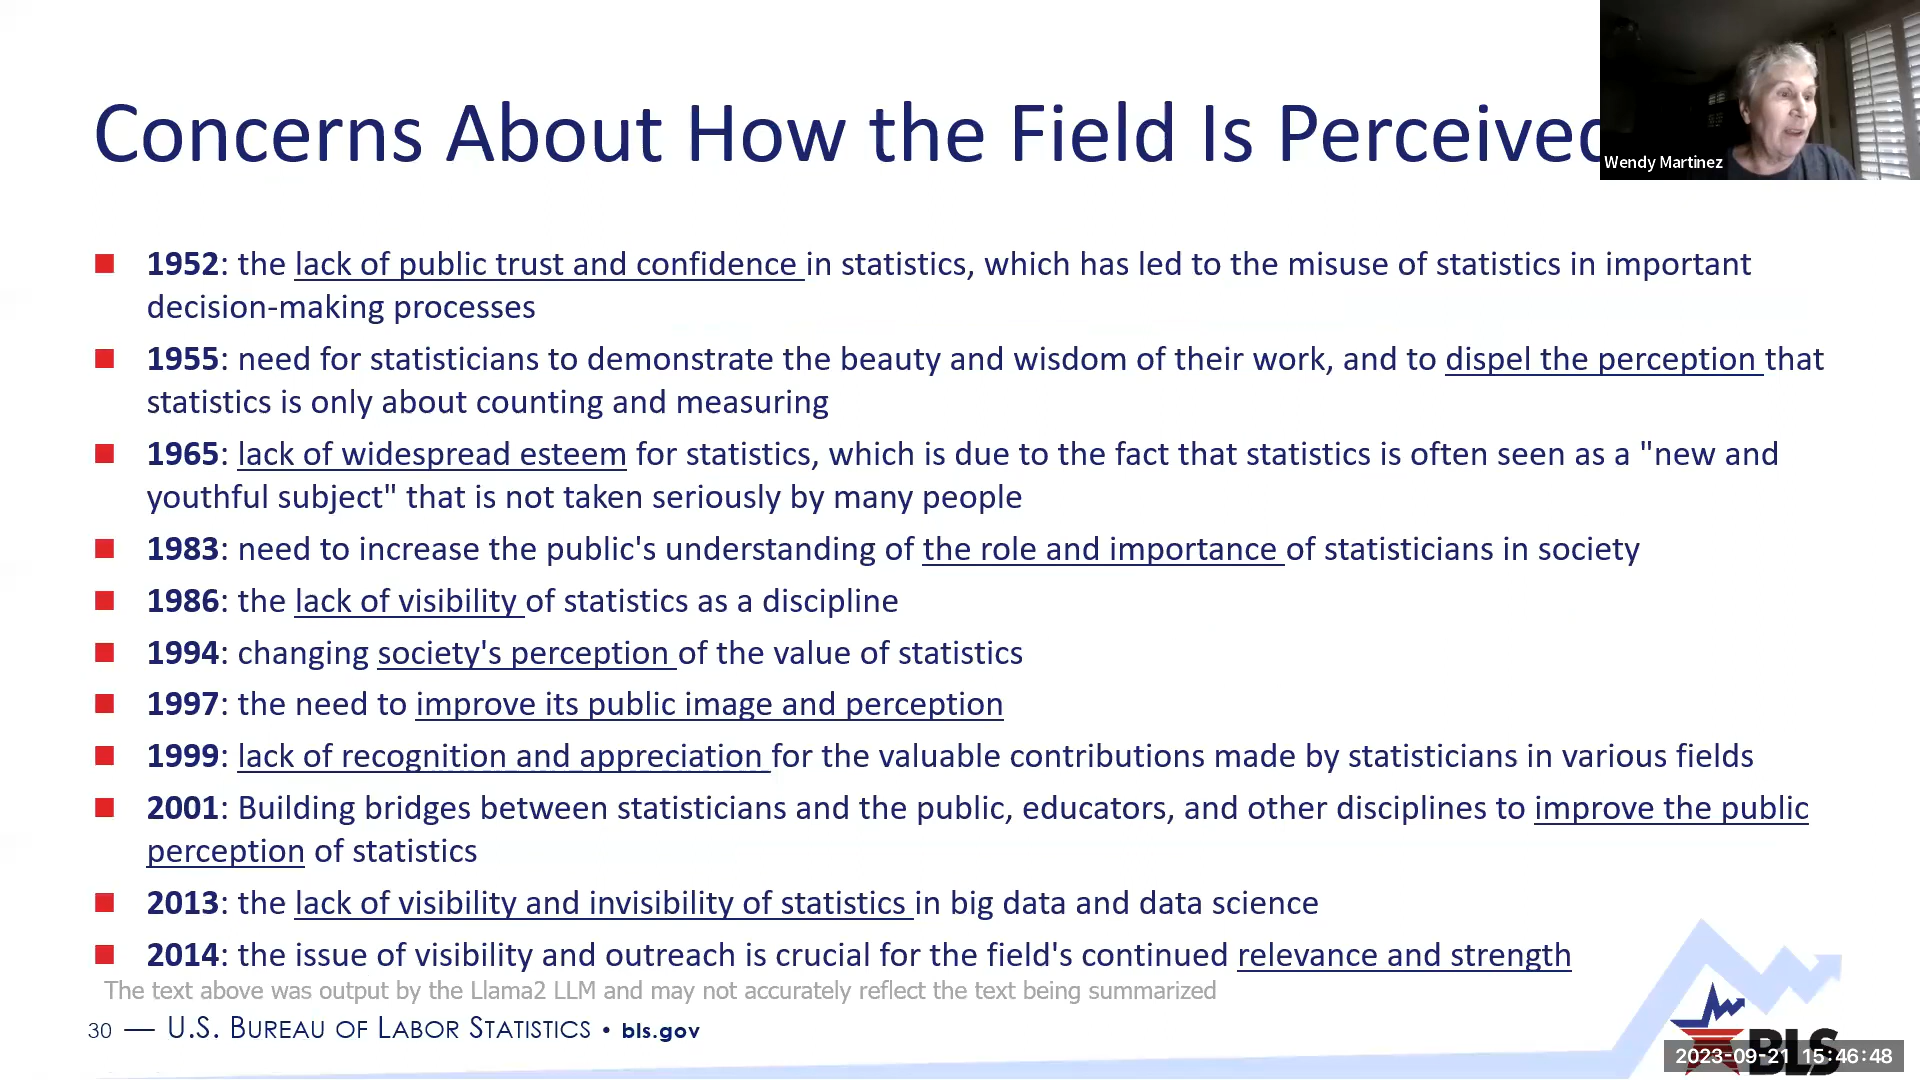 Concerns About How the Field Is Perceived
Wendy Martinez
1952: the lack of public trust and confidence in statistics, which has led to the misuse of statistics in important
decision-making processes
1955: need for statisticians to demonstrate the beauty and wisdom of their work, and to dispel the perception that
statistics is only about counting and measuring
1965: lack of widespread esteem for statistics, which is due to the fact that statistics is often seen as a "new and
youthful subject" that is not taken seriously by many people
1983: need to increase the public's understanding of the role and importance of statisticians in society
1986: the lack of visibility of statistics as a discipline
1994: changing society's perception of the value of statistics
1997: the need to improve its public image and perception
1999: lack of recognition and appreciation for the valuable contributions made by statisticians in various fields
2001: Building bridges between statisticians and the public, educators, and other disciplines to improve the public
perception of statistics
2013: the lack of visibility and invisibility of statistics in big data and data science
2014: the issue of visibility and outreach is crucial for the field's continued relevance and strength
The text above was output by the Llama2 LLM and may not accurately reflect the text being summarized
30 — U.S. BUREAU OF LABOR STATISTICS • bls.gov
BLS
2023-09-21 15:46:48